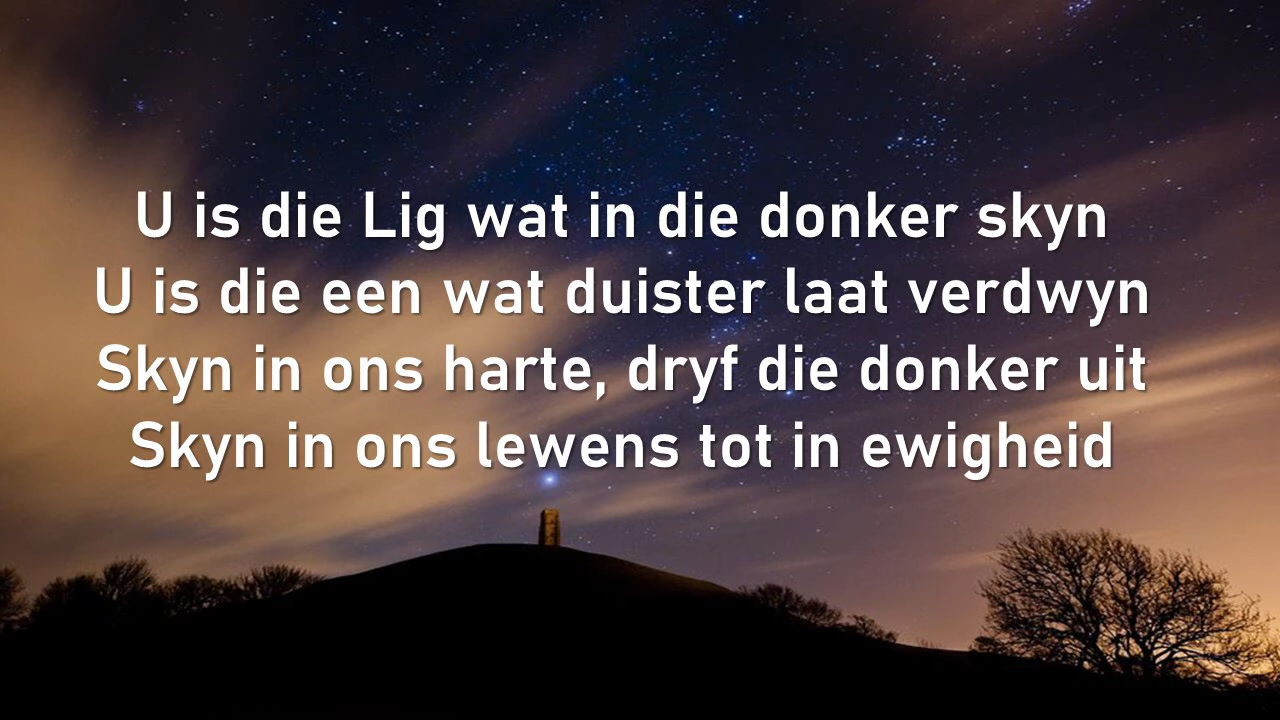 U is die Lig wat in die donker skyn
U is die een wat duister laat verdwyn
Skyn in ons harte, dryf die donker uit
Skyn in ons lewens tot in ewigheid